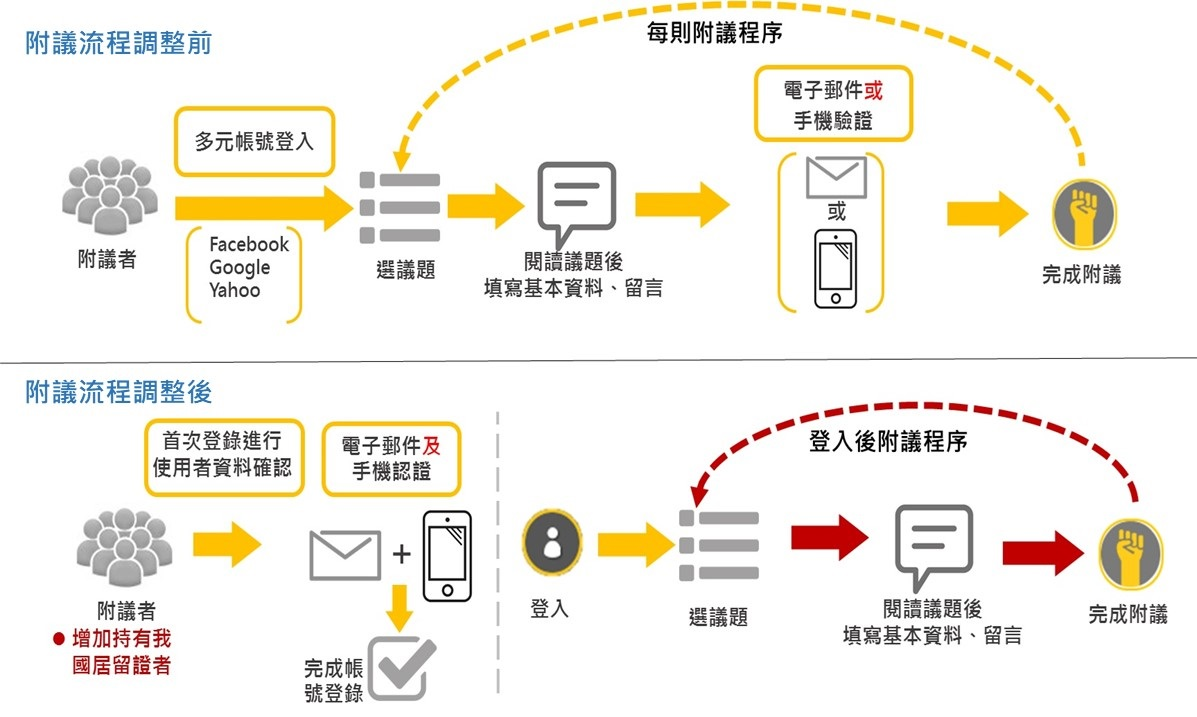 附議流程調整前
每則附議程序
多元帳號登入
電子郵件或
手機驗證
Facebook
Google
Yahoo
或
附議者
選議題
閱讀議題後
填寫基本資料、留言
完成附議
附議流程調整後
首次登錄進行
使用者資料確認
電子郵件及
手機認證
登入後附議程序
+
附議者
增加持有我
國居留證者
完成帳
號登錄
登入
選議題
閱讀議題後
填寫基本資料、留言
完成附議